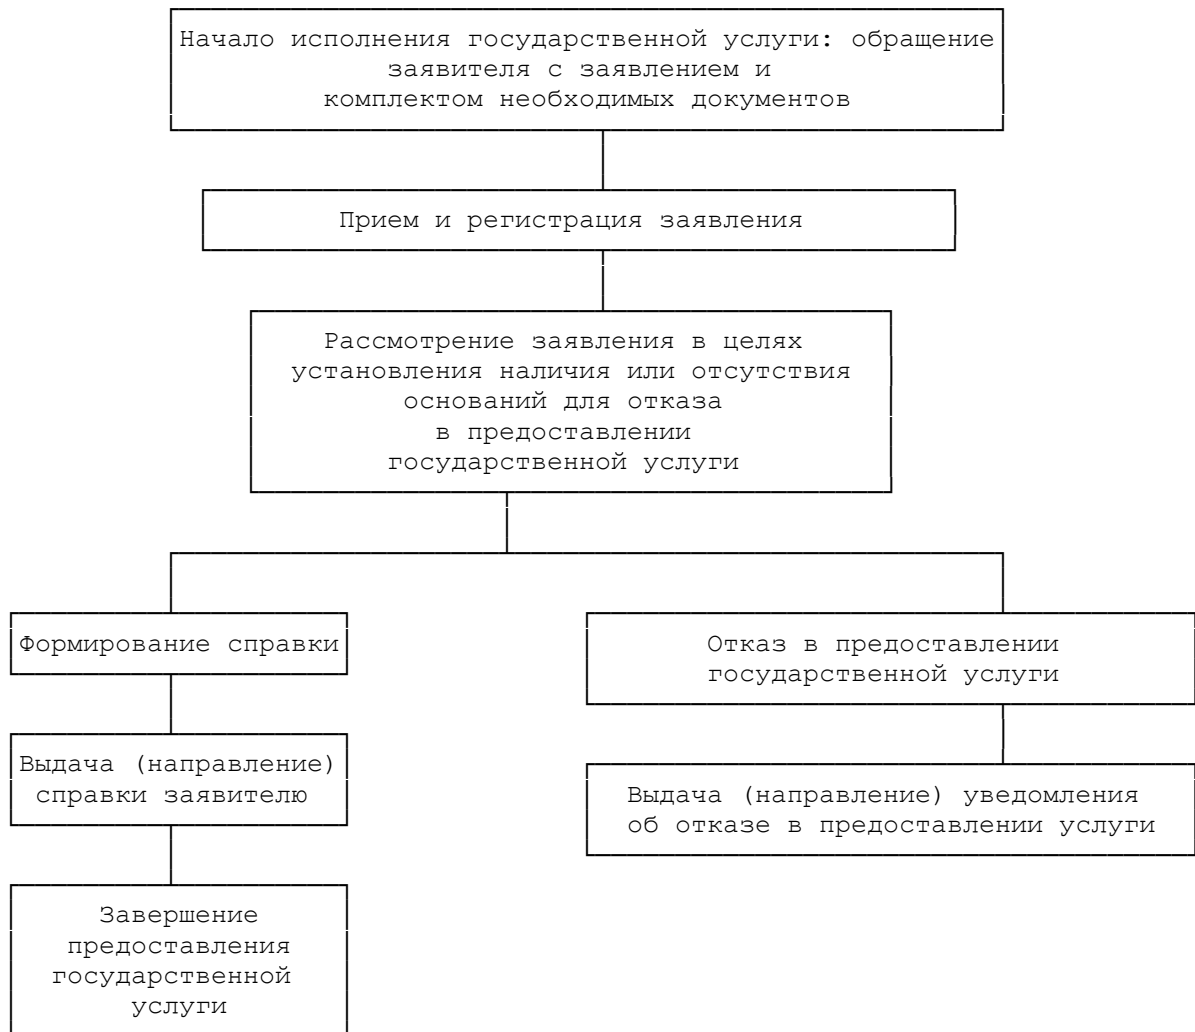 Начало исполнения государственной услуги: обращение
заявителя с заявлением и
комплектом необходимых документов
Прием и регистрация заявления
Рассмотрение заявления в целях
установления наличия или отсутствия
оснований для отказа
в предоставлении
государственной услуги
Формирование справки
Отказ в предоставлении
государственной услуги
Выдача (направление)
справки заявителю
Выдача (направление) уведомления
об отказе в предоставлении услуги
Завершение
предоставления
государственной
услуги